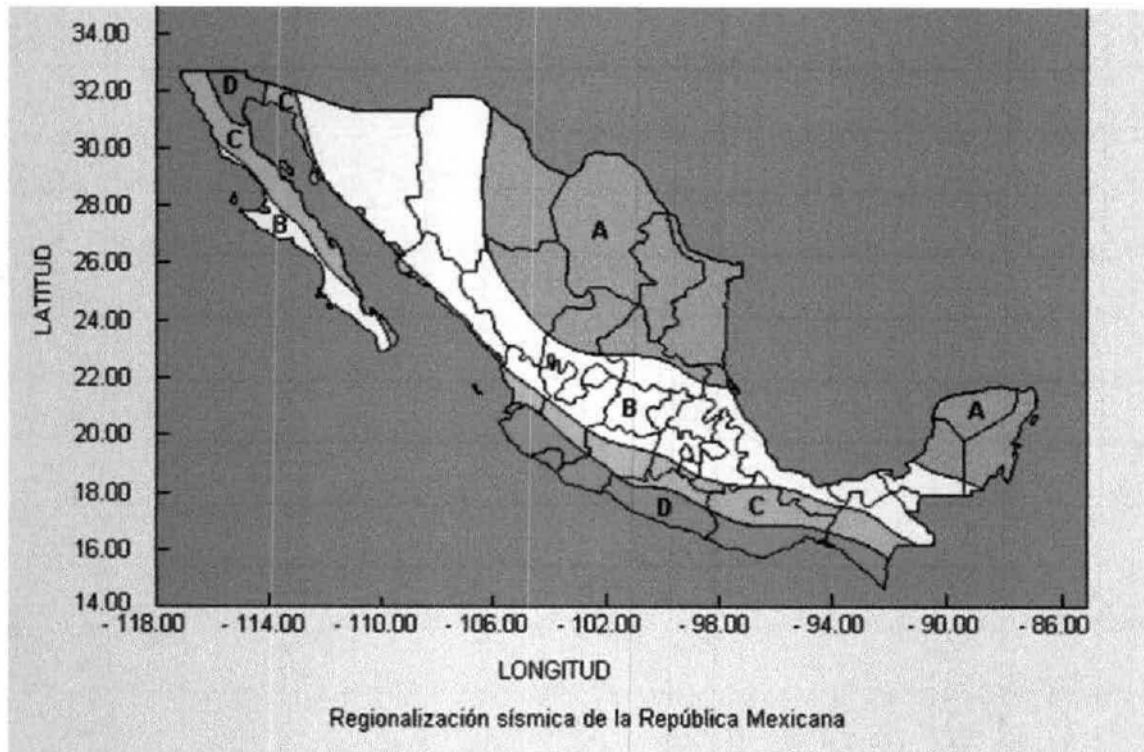 34.00
32.00
30.00
28.00
26.00
24.00
22.00
20.00
18.00
16.00
14.00
LATITUD
D
C
C
B
A
B
A
C
D
- 118.00 - 114.00 - 110.00 - 106.00 - 102.00 - 98.00 - 94.00 - 90.00 - 86.00
LONGITUD
Regionalización sísmica de la República Mexicana